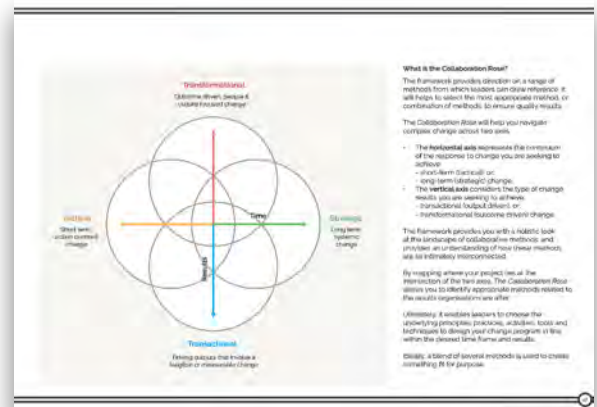 Transformational
Outcome driven, people &
culture focused change
Tactical
Short term
action oriented
change
Time
Strategic
Long term
systemic
change
Results
Transactional
Driving outputs that involve a
tangible or measurable change
What is the Collaboration Rose?
The framework provides direction on a range of
methods from which leaders can draw reference. It
will helps to select the most appropriate method, or
combination of methods, to ensure quality results.
The Collaboration Rose will help you navigate
complex change across two axes.
- The horizontal axis represents the continuum
of the response to change you are seeking to
achieve:
- short-term (tactical) or;
- long-term (strategic) change.
- The vertical axis considers the type of change
results you are seeking to achieve:
- transactional (output driven), or;
- transformational (outcome driven) change.
The framework provides you with a holistic look
at the landscape of collaborative methods, and
provides an understanding of how these methods
are so intimately interconnected.
By mapping where your project lies at the
intersection of the two axes, The Collaboration Rose
allows you to identify appropriate methods related to
the results organisations are after.
Ultimately, it enables leaders to choose the
underlying principles, practices, activities, tools and
techniques to design your change program in line
within the desired time frame and results.
Ideally, a blend of several methods is used to create
something fit for purpose.